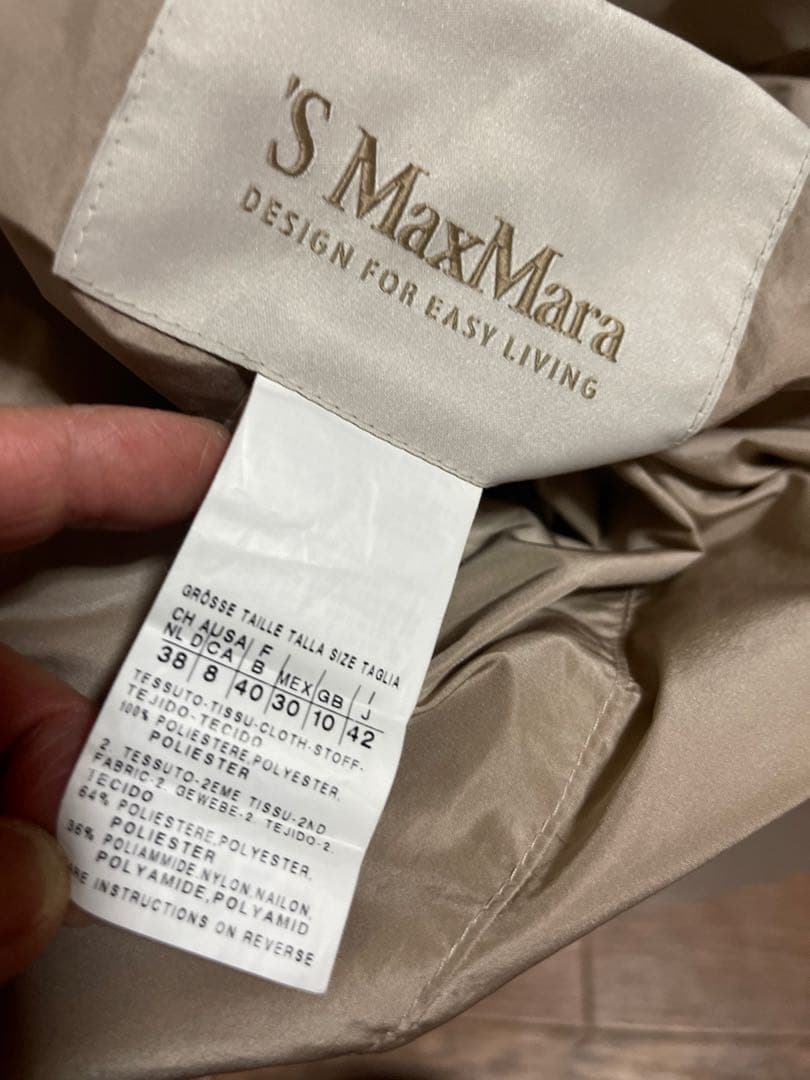 'S MaxMara
DESIGN FOR EASY LIVING
GRÖSSE TAILLE TALLA SIZE TAGLIA
CH A USA F I
NL D CA B MEX GB J
38 8 40 30 10 42
TESSUTO-TISSU-CLOTH-STOFF-
TEJIDO-TECIDO
100% POLIESTERE,POLYESTER,
POLIESTER
2. TESSUTO-2EME TISSU-2ND
FABRIC-2. GEWEBE-2. TEJIDO-2.
TECIDO
64% POLIESTERE,POLYESTER,
POLIESTER
36% POLIAMMIDE,NYLON,NAILON,
POLYAMIDE,POLYAMID
ARE INSTRUCTIONS ON REVERSE